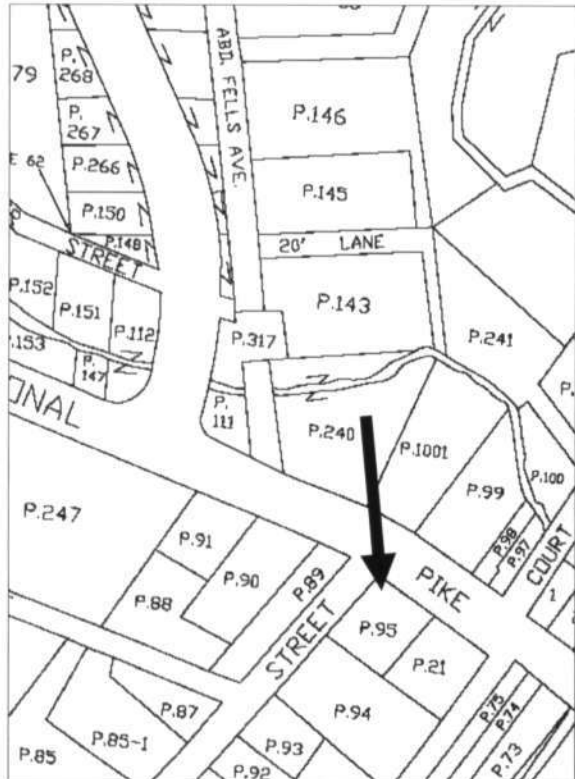 P.
268
79
P.
267
ABD. FELLS AVE.
P.146
E 62
P.266
P.145
P.150
P.148
STREET
20' LANE
P.152
P.151
P.112
P.143
P.241
.153
P.
147
P.317
ONAL
P.
111
P.240
P.1001
P.99
P.100
P.98
P.97
COURT
P.247
P.91
P.90
P.89
P.88
STREET
PIKE
1
P.95
P.21
P.94
P.87
P.85-1
P.85
P.93
P.92
P.75
P.74
P.73